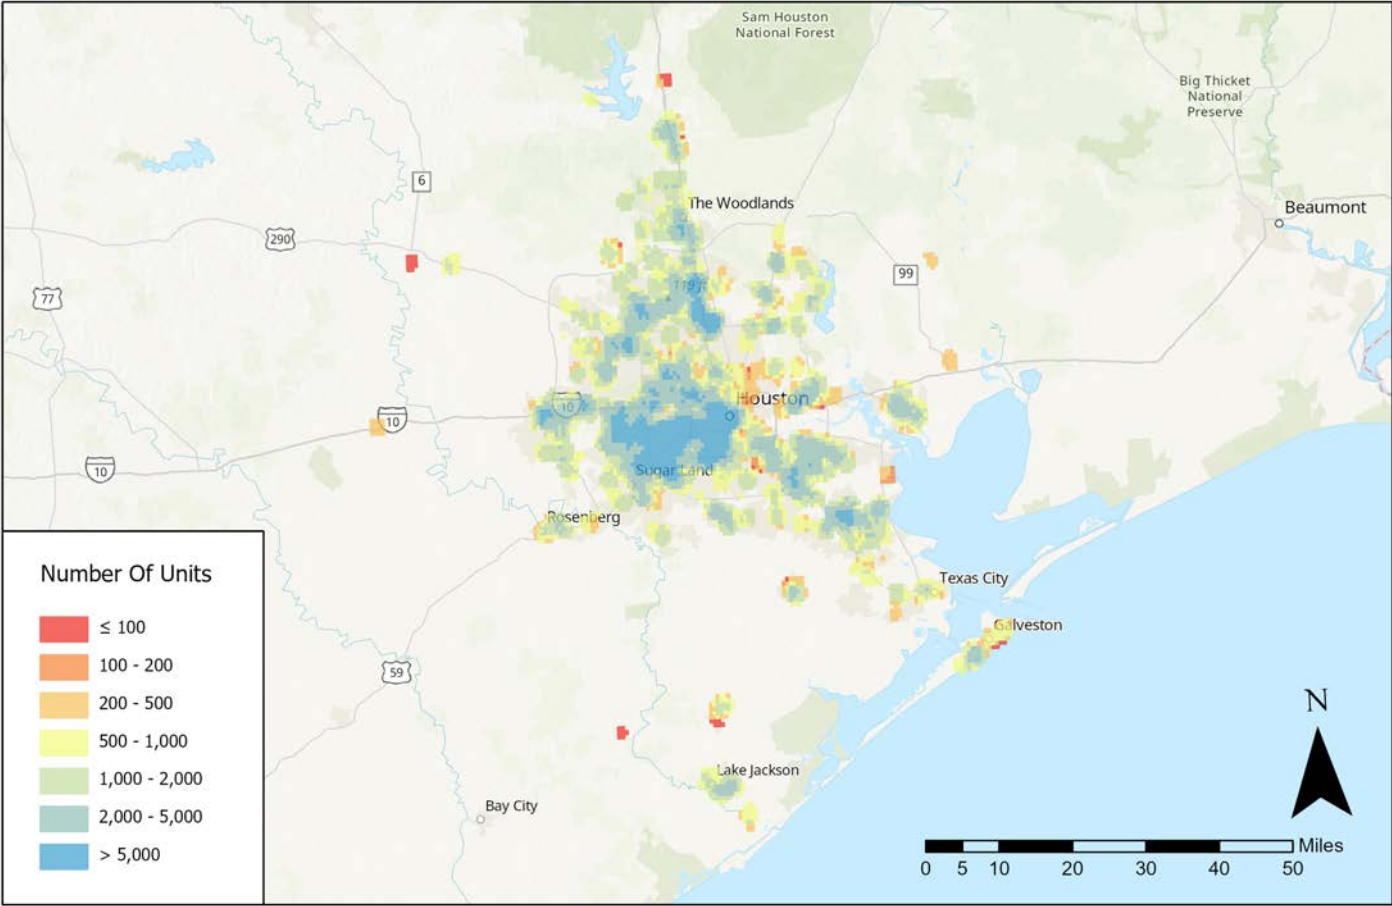 Sam Houston
National Forest
Big Thicket
National
Preserve
6
The Woodlands
Beaumont
290
99
77
119 ft
10
Houston
10
10
Sugar Land
Rosenberg
Number Of Units
≤ 100
100 - 200
200 - 500
500 - 1,000
1,000 - 2,000
2,000 - 5,000
> 5,000
Texas City
Galveston
59
Lake Jackson
Bay City
N
Miles
0 5 10 20 30 40 50